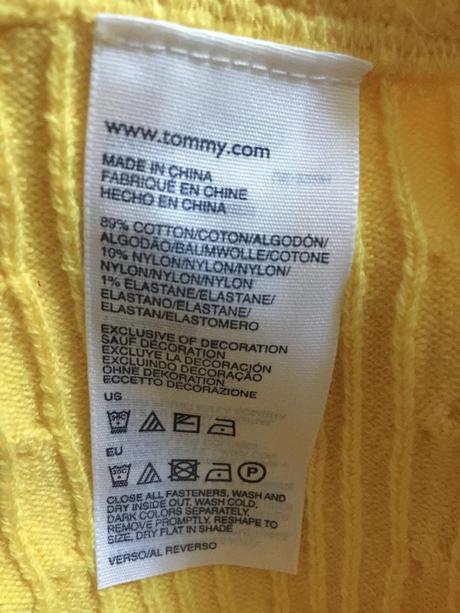 www.tommy.com
MADE IN CHINA
FABRIQUÉ EN CHINE
HECHO EN CHINA
89% COTTON/COTON/ALGODÓN/
ALGODÃO/BAUMWOLLE/COTONE
10% NYLON/NYLON/NYLON/
NYLON/NYLON/NYLON
1% ELASTANE/ELASTANE/
ELASTANO/ELASTANE/
ELASTAN/ELASTOMERO
EXCLUSIVE OF DECORATION
SAUF DECORATION
EXCLUYE LA DECORACIÓN
EXCLUINDO DECORAÇÃO
OHNE DEKORATION
ECCETTO DECORAZIONE
US
EU
P
CLOSE ALL FASTENERS, WASH AND
DRY INSIDE OUT, WASH COLD,
DARK COLORS SEPARATELY,
REMOVE PROMPTLY, RESHAPE TO
SIZE, DRY FLAT IN SHADE
VERSO/AL REVERSO